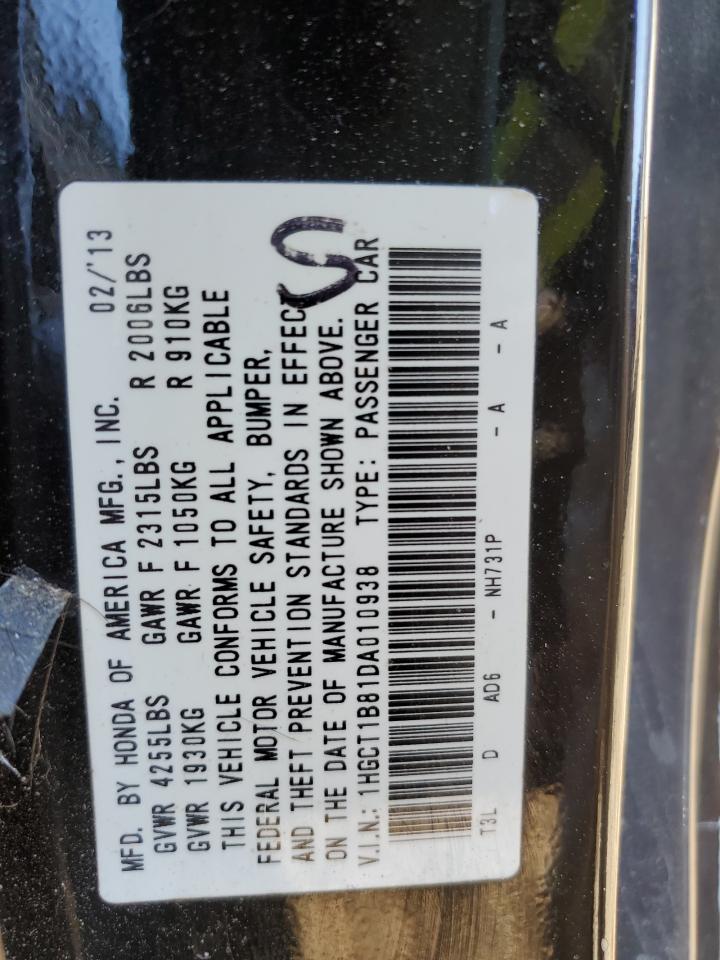 MFD. BY HONDA OF AMERICA MFG., INC. 02/'13
GVWR 4255LBS GAWR F 2315LBS R 2006LBS
GVWR 1930KG GAWR F 1050KG R 910KG
THIS VEHICLE CONFORMS TO ALL APPLICABLE
FEDERAL MOTOR VEHICLE SAFETY, BUMPER,
AND THEFT PREVENTION STANDARDS IN EFFECT
ON THE DATE OF MANUFACTURE SHOWN ABOVE.
V.I.N.: 1HGCT1B81DA010938 TYPE: PASSENGER CAR
T3L D AD6 - NH731P - A - A